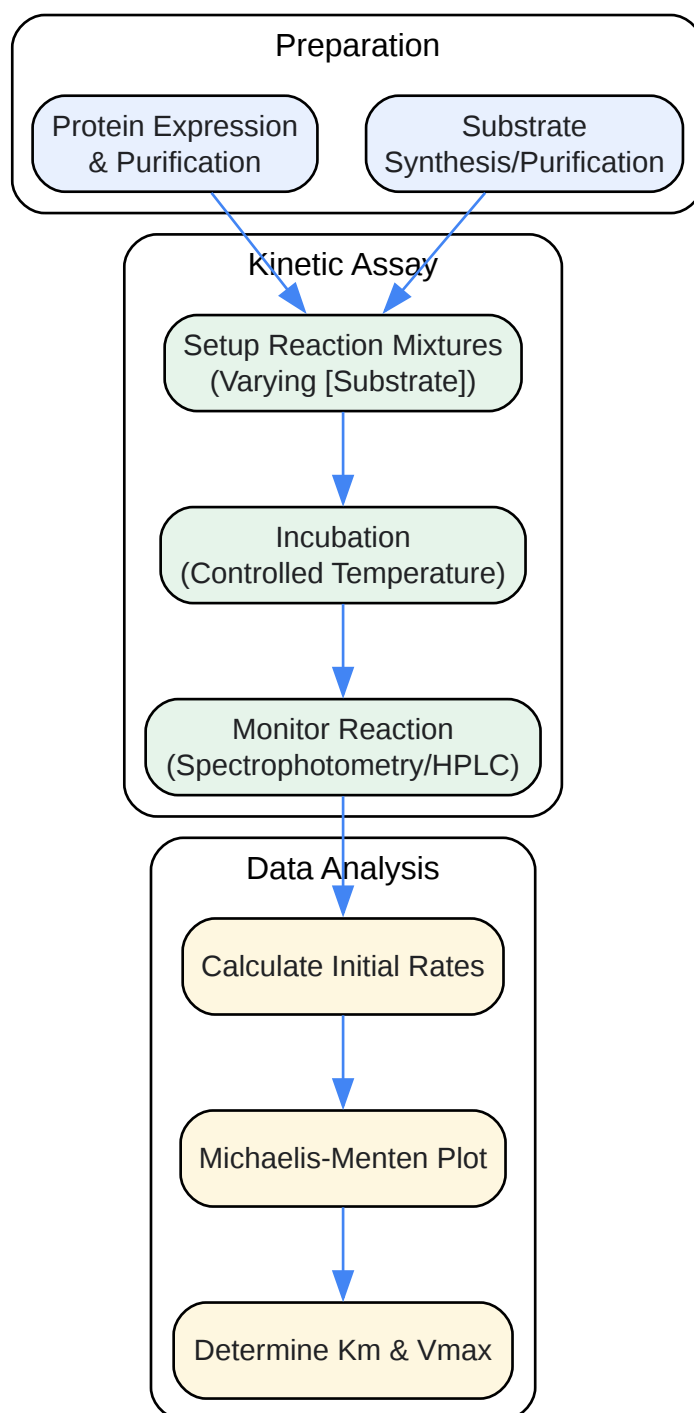 Preparation
Protein Expression
& Purification
Substrate
Synthesis/Purification
Kinetic Assay
Setup Reaction Mixtures
(Varying [Substrate])
Incubation
(Controlled Temperature)
Monitor Reaction
(Spectrophotometry/HPLC)
Data Analysis
Calculate Initial Rates
Michaelis-Menten Plot
Determine Km & Vmax